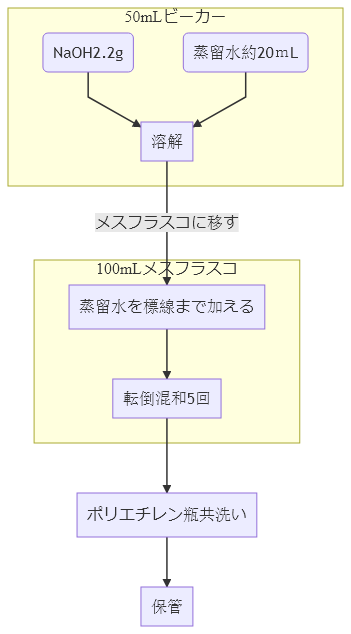 50mLビーカー
NaOH2.2g
蒸留水約20mL
溶解
メスフラスコに移す
100mLメスフラスコ
蒸留水を標線まで加える
転倒混和5回
ポリエチレン瓶共洗い
保管